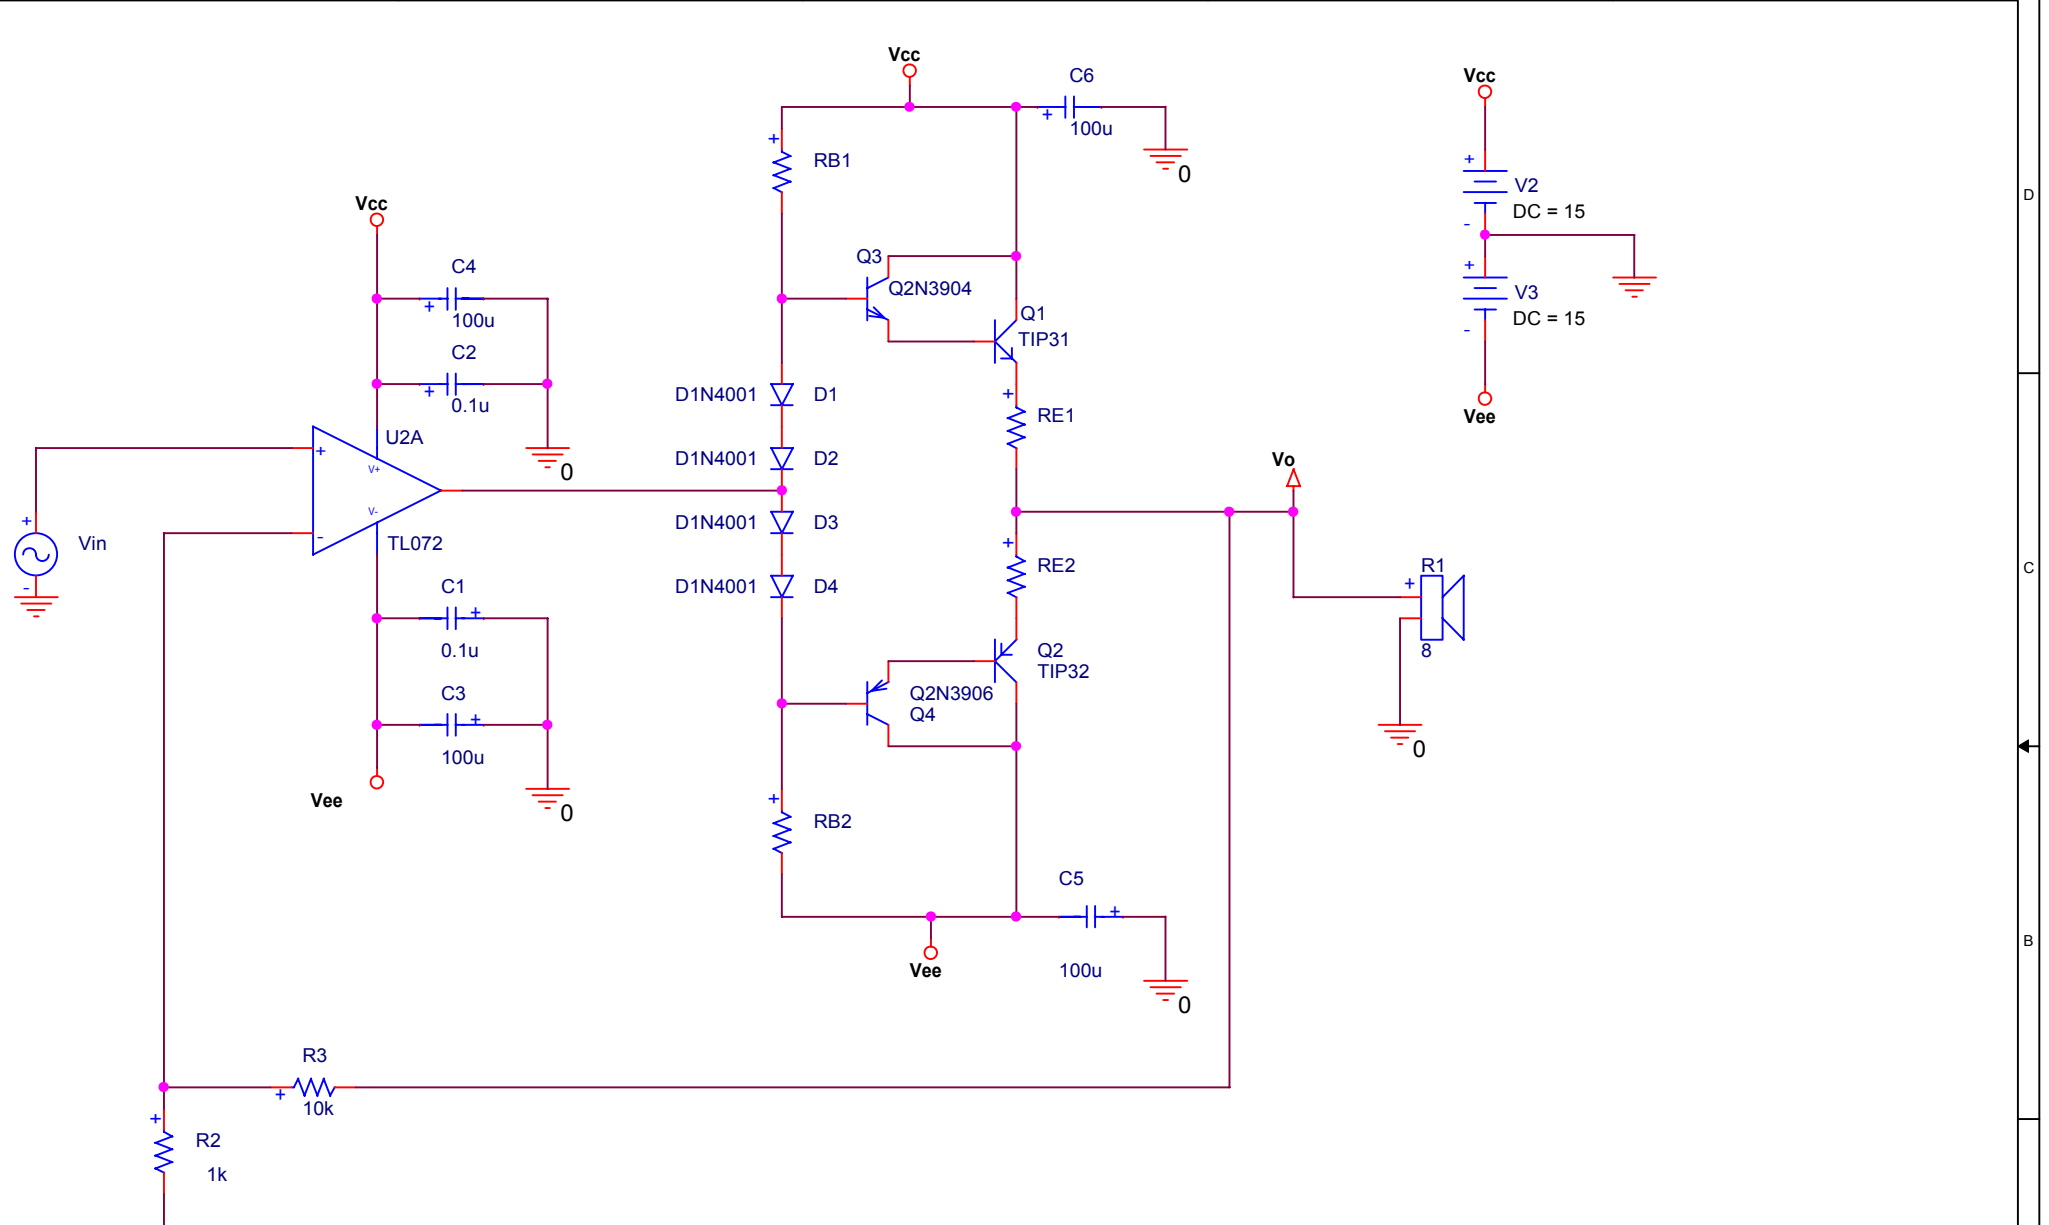 Vcc
C6
100u
0
RB1
Vcc
V2
DC = 15
V3
DC = 15
Vee
D
Vcc
C4
100u
C2
0.1u
0
Q3
Q2N3904
Q1
TIP31
D1N4001 D1
D1N4001 D2
D1N4001 D3
D1N4001 D4
RE1
Vo
U2A
+
V+
V-
-
TL072
+
Vin
-
RE2
R1
8
0
C
C1
0.1u
C3
100u
Vee
0
Q2
TIP32
Q2N3906
Q4
RB2
C5
100u
Vee
0
B
R3
10k
R2
1k